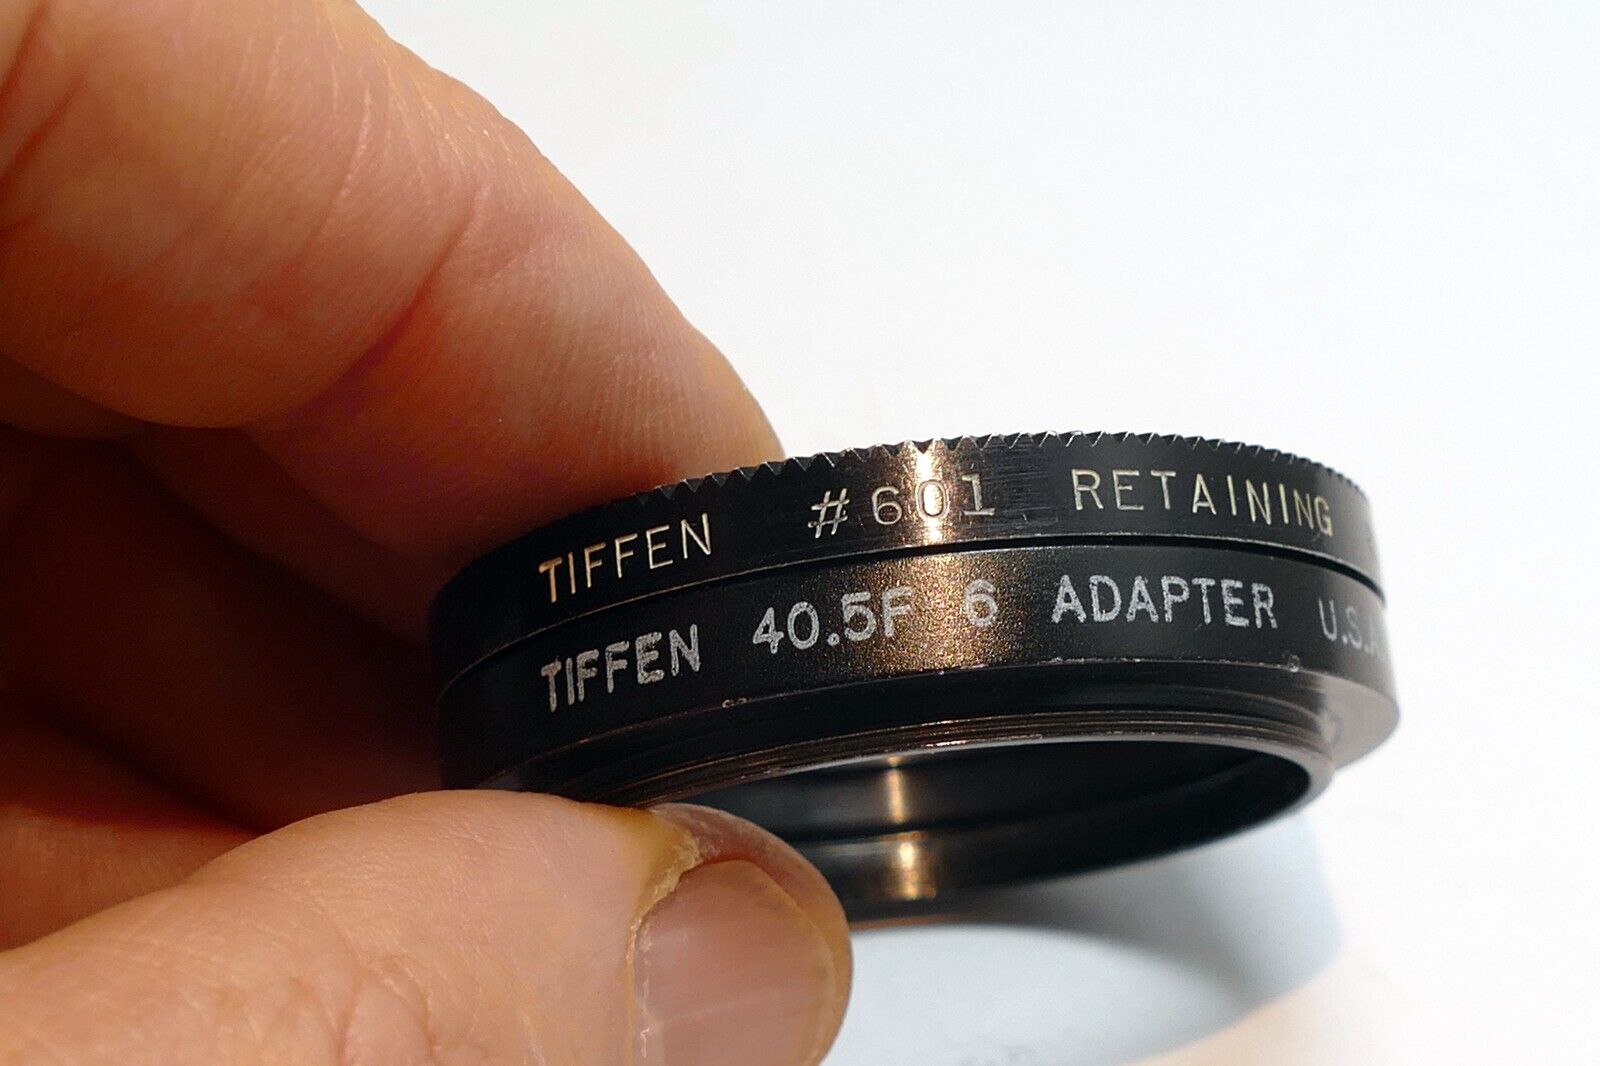 TIFFEN #601 RETAINING
TIFFEN 40.5F 6 ADAPTER U.S.A.